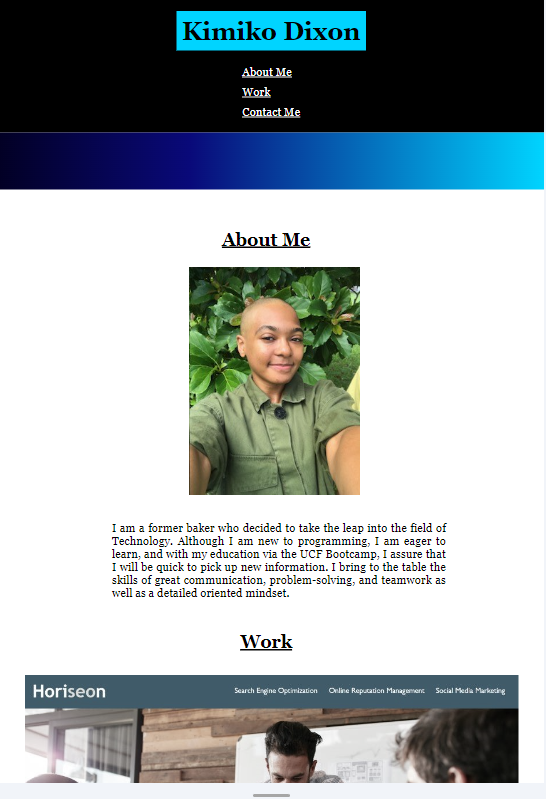 Kimiko Dixon
About Me
Work
Contact Me
About Me
I am a former baker who decided to take the leap into the field of
Technology. Although I am new to programming, I am eager to
learn, and with my education via the UCF Bootcamp, I assure that
I will be quick to pick up new information. I bring to the table the
skills of great communication, problem-solving, and teamwork as
well as a detailed oriented mindset.
Work
Horiseon Search Engine Optimization Online Reputation Management Social Media Marketing